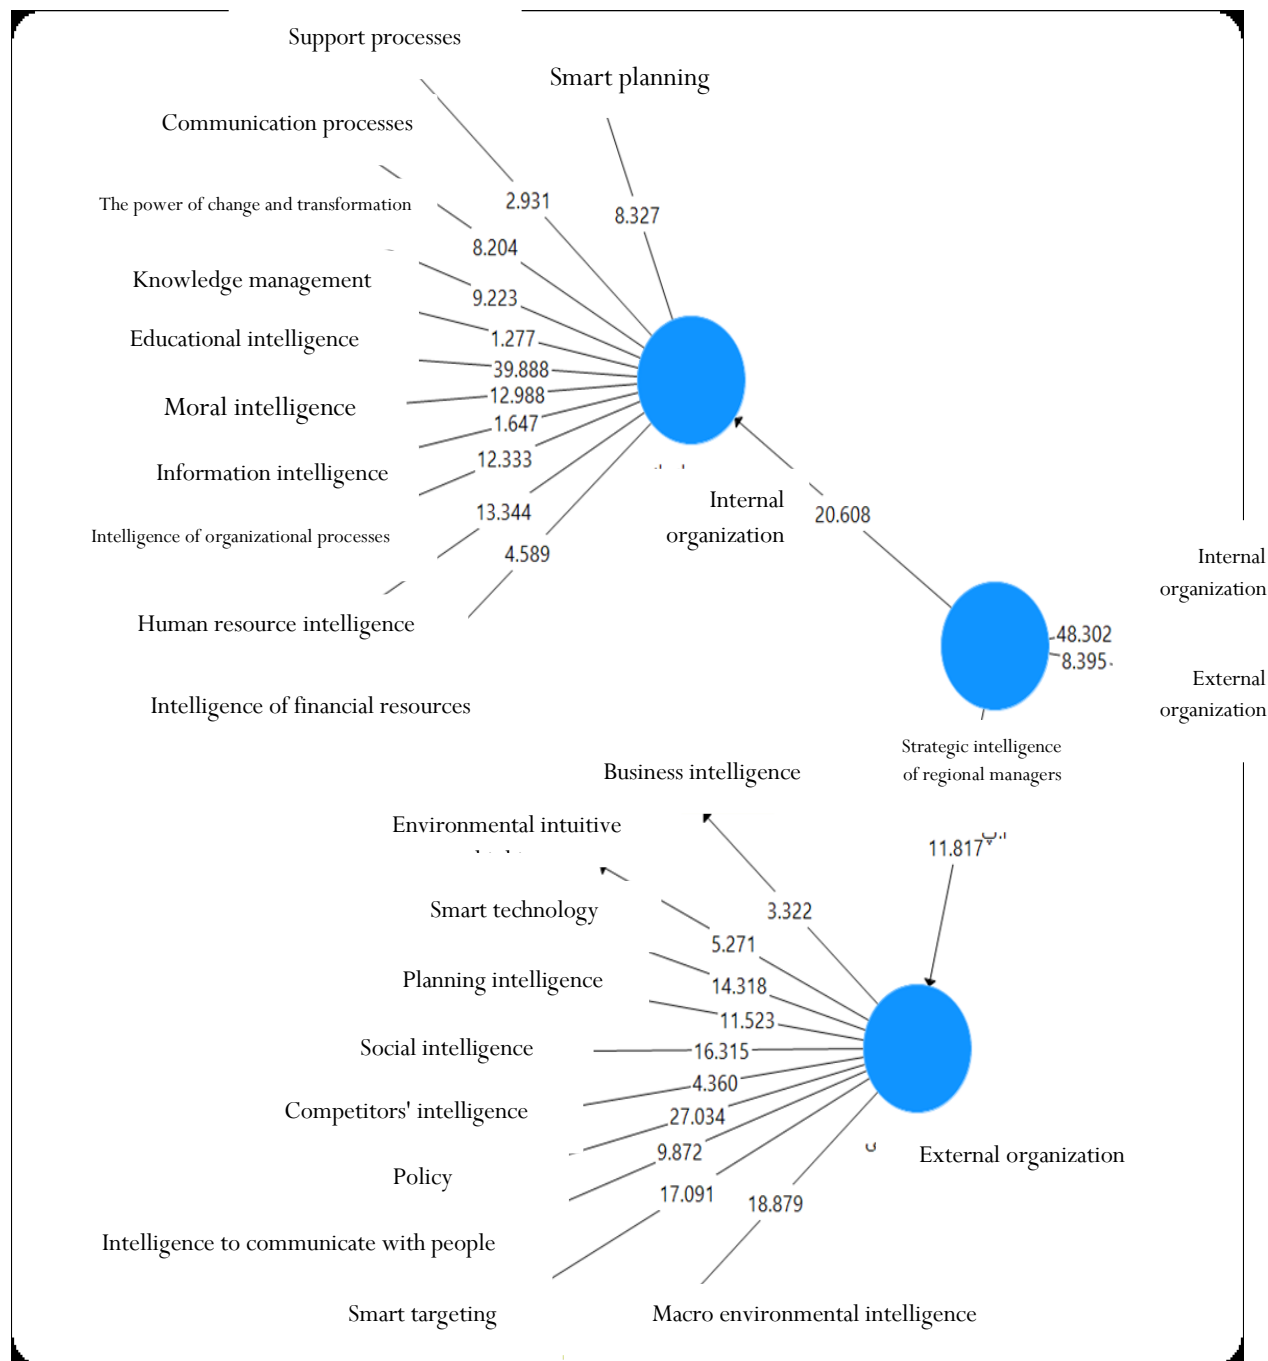 Support processes
Smart planning
Communication processes
The power of change and transformation
2.931
8.327
8.204
Knowledge management
9.223
Educational intelligence
1.277
39.888
Moral intelligence
12.988
1.647
Information intelligence
12.333
Intelligence of organizational processes
13.344
4.589
Internal
organization
20.608
Internal
organization
Human resource intelligence
48.302
8.395
External
organization
Intelligence of financial resources
Strategic intelligence
of regional managers
Business intelligence
Environmental intuitive
11.817
Smart technology
3.322
5.271
Planning intelligence
14.318
11.523
Social intelligence
16.315
4.360
Competitors' intelligence
27.034
9.872
External organization
Policy
17.091
18.879
Intelligence to communicate with people
Smart targeting
Macro environmental intelligence